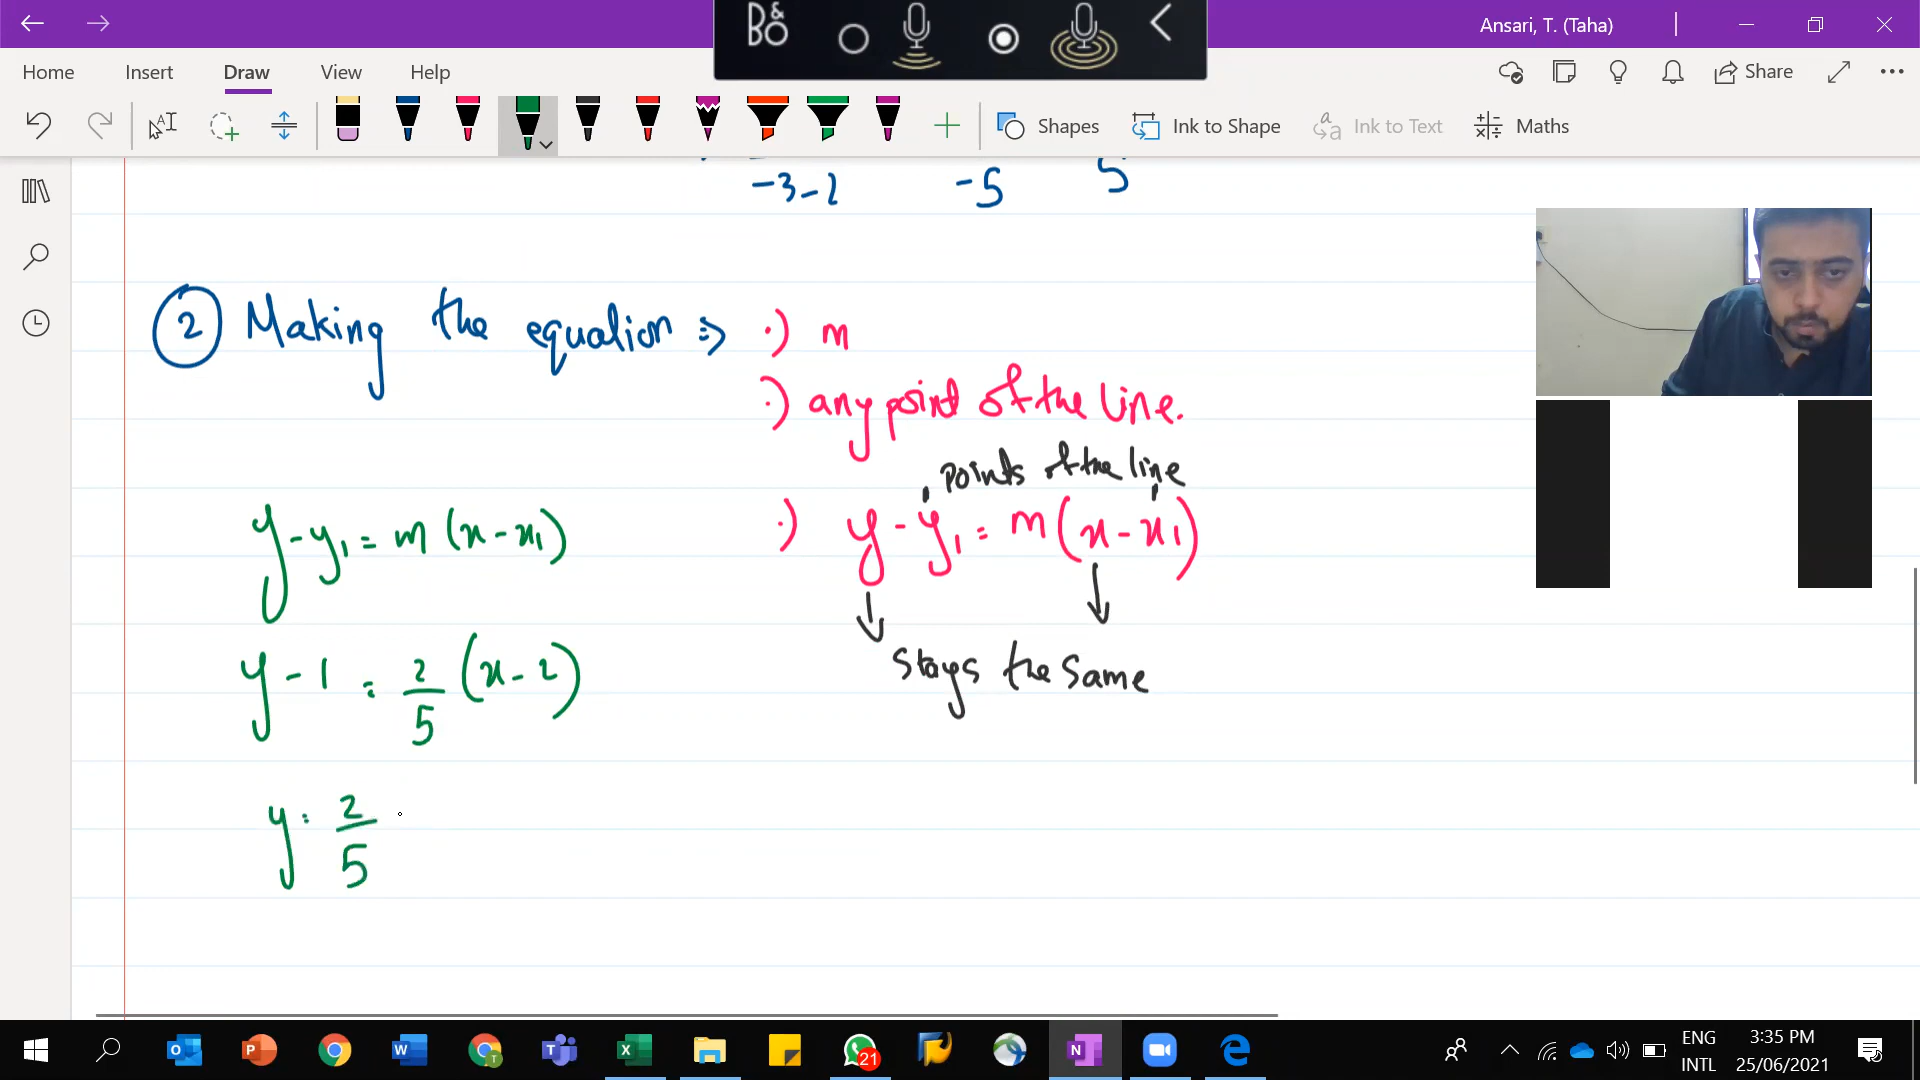 Ansari, T. (Taha)
B&O
Home Insert Draw View Help
Share
Shapes Ink to Shape Ink to Text Maths
-3-2 -5 5
2 Making the equation => ·) m
·) any point of the line.
points of the line
y-y1 = m(x-x1)
·) y-y1 = m(x-x1)
y-1 = 2/5 (x-2)
stays the same
y = 2/5
21
ENG
INTL
3:35 PM
25/06/2021